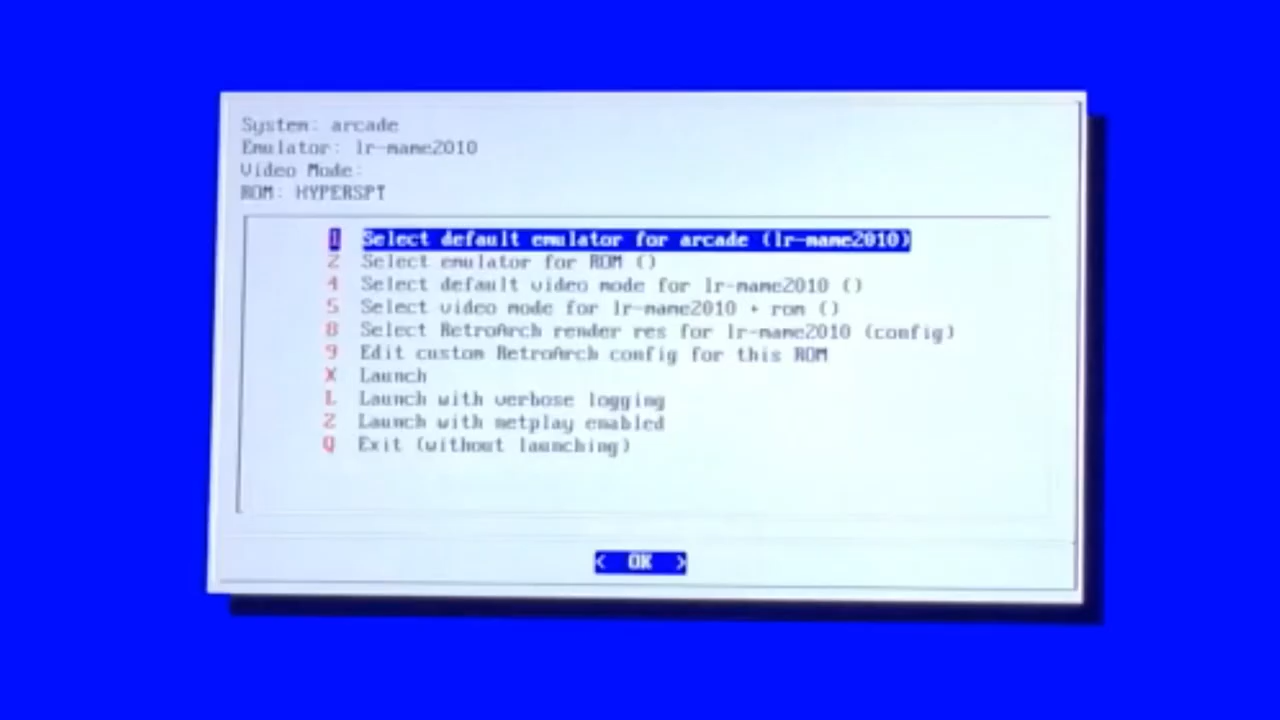 System: arcade
Emulator: lr-mame2010
Video Mode:
ROM: HYPERSPT
1 Select default emulator for arcade (lr-mame2010)
2 Select emulator for ROM ()
4 Select default video mode for lr-mame2010 ()
5 Select video mode for lr-mame2010 + rom ()
8 Select RetroArch render res for lr-mame2010 (config)
9 Edit custom RetroArch config for this ROM
X Launch
L Launch with verbose logging
Z Launch with netplay enabled
Q Exit (without launching)
< OK >